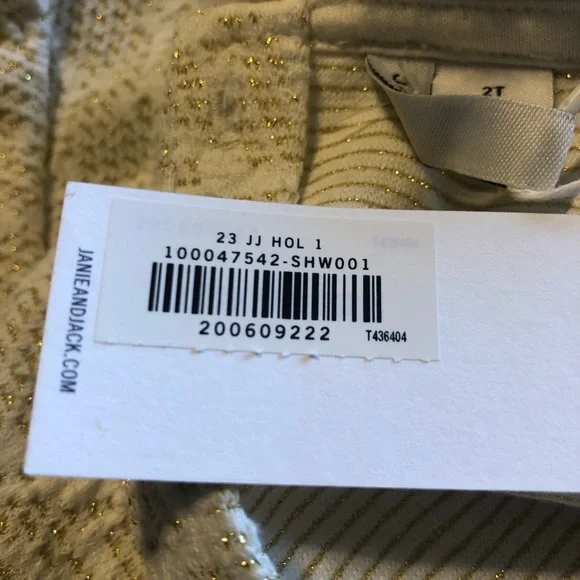 2T
23 JJ HOL 1
100047542-SHW001
200609222
T436404
JANIEANDJACK.COM